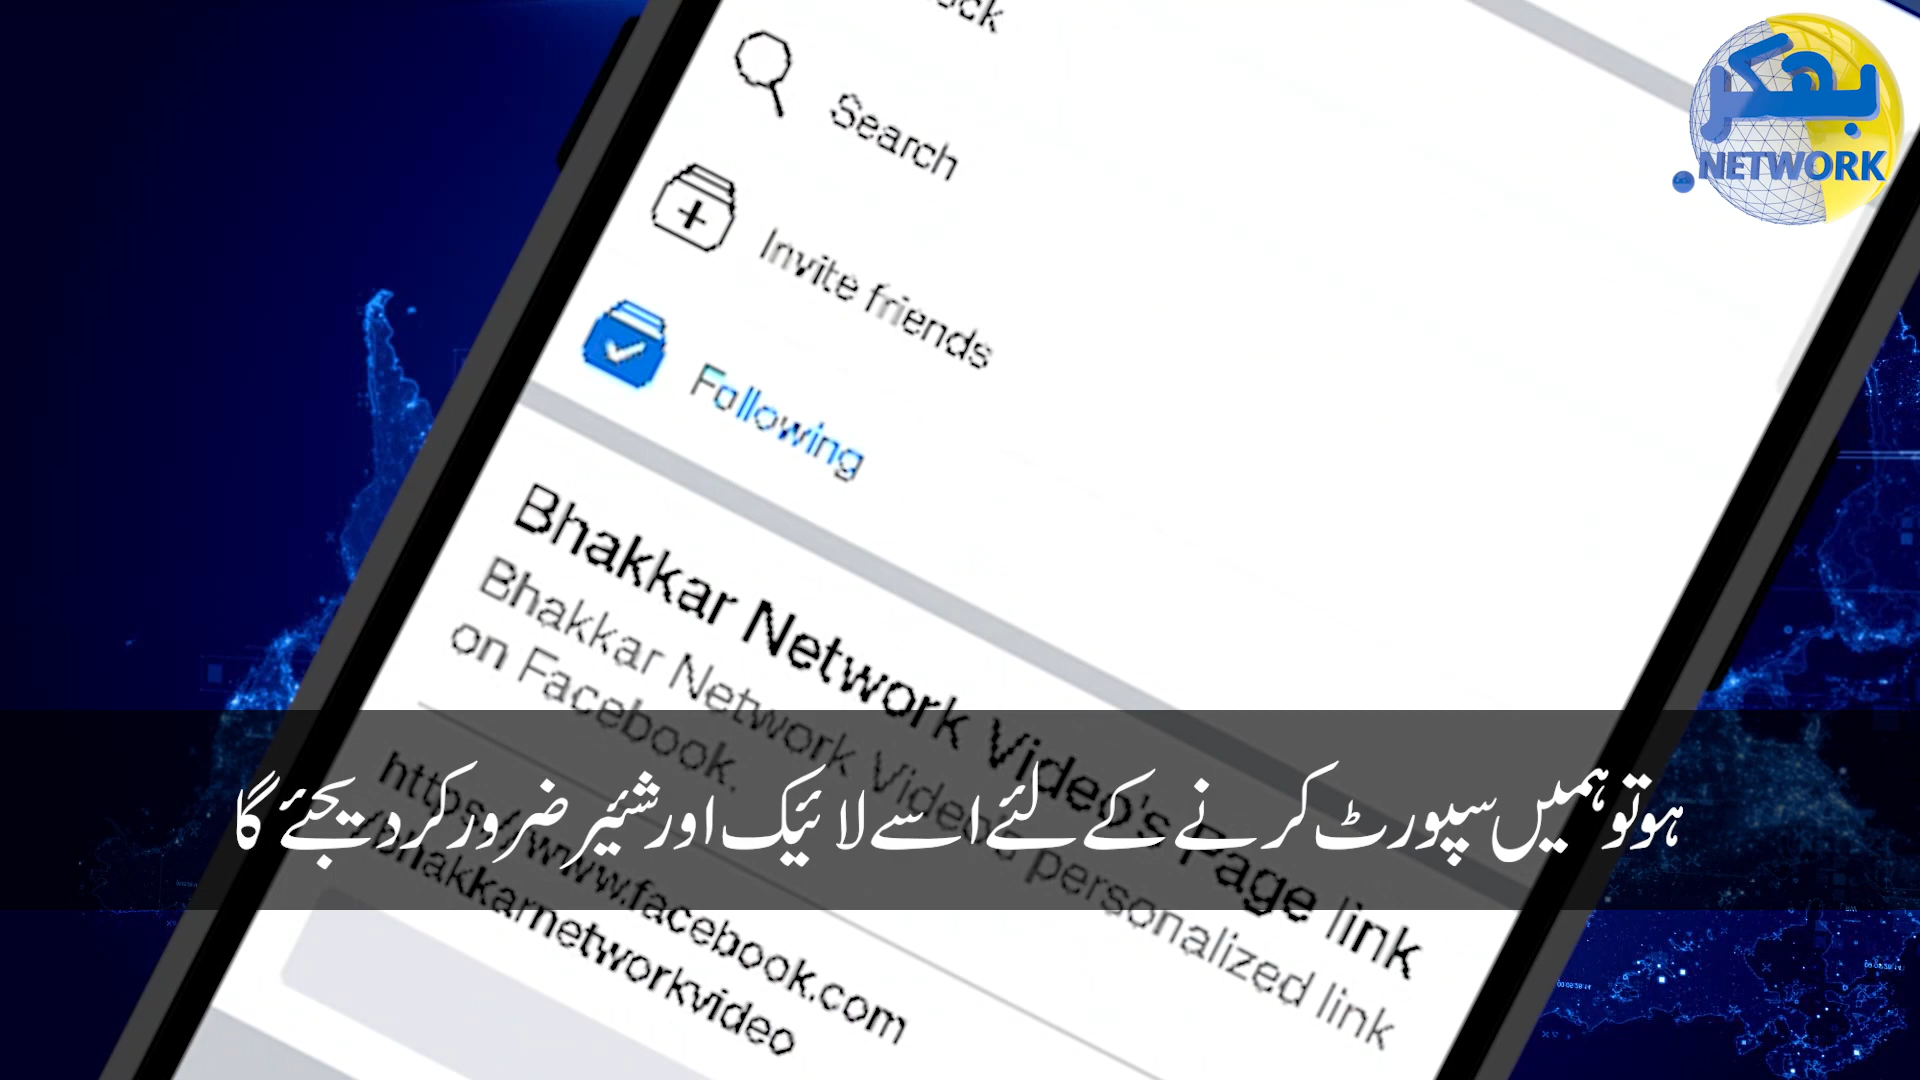 بھکر
NETWORK
Search
Invite friends
Following
Bhakkar Network Video's Page link
Bhakkar Network Video's personalized link
on Facebook.
ہو تو ہمیں سپورٹ کرنے کے لئے اسے لائیک اور شئیر ضرور کر دیجئے گا
https://www.facebook.com
/bhakkarnetworkvideo